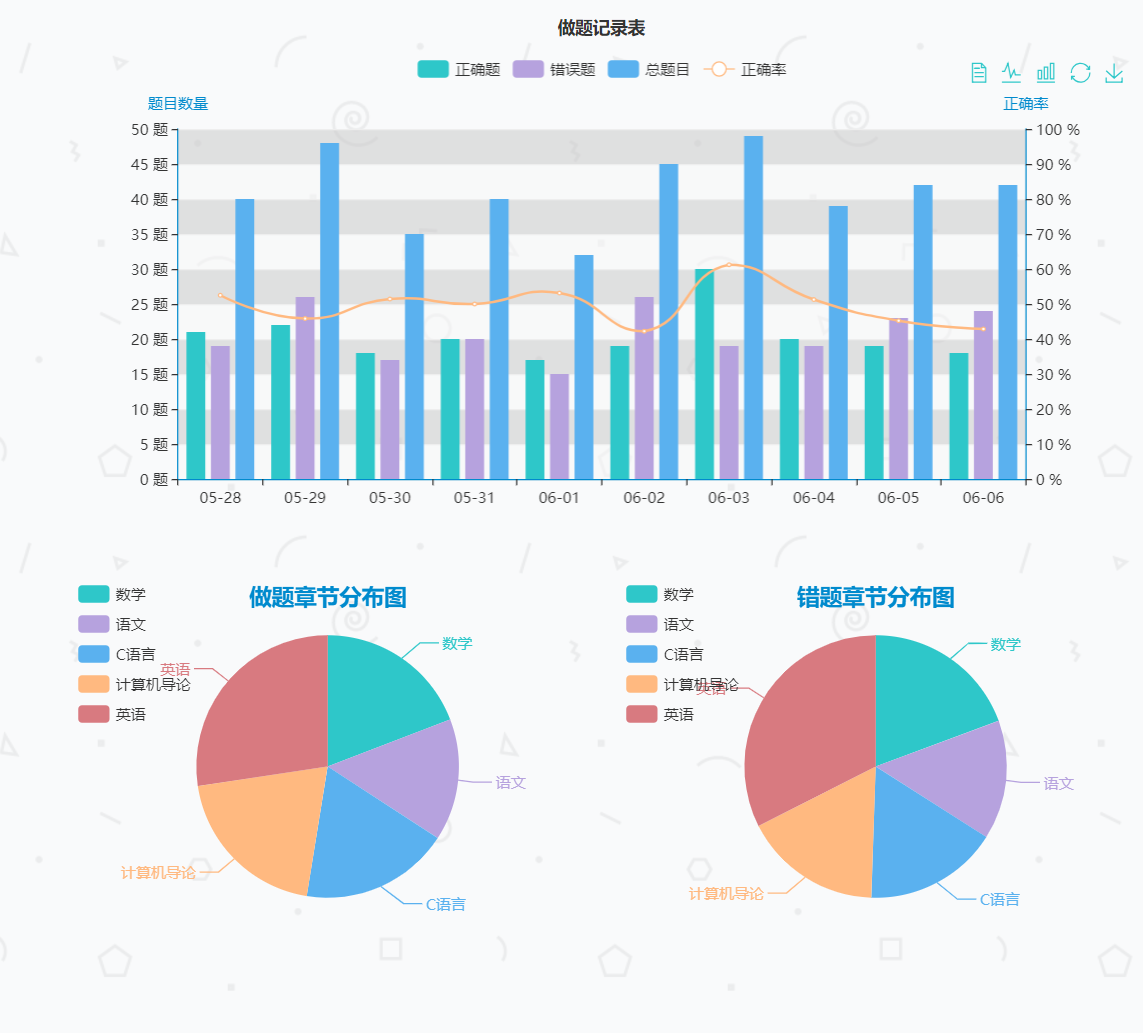 做题记录表
正确题 错误题 总题目 正确率
题目数量 正确率
50 题 100 %
45 题 90 %
40 题 80 %
35 题 70 %
30 题 60 %
25 题 50 %
20 题 40 %
15 题 30 %
10 题 20 %
5 题 10 %
0 题 0 %
05-28 05-29 05-30 05-31 06-01 06-02 06-03 06-04 06-05 06-06
做题章节分布图
数学
语文
C语言
计算机导论
英语
数学
语文
C语言
计算机导论
英语
错题章节分布图
数学
语文
C语言
计算机导论
英语
数学
语文
C语言
计算机导论
英语